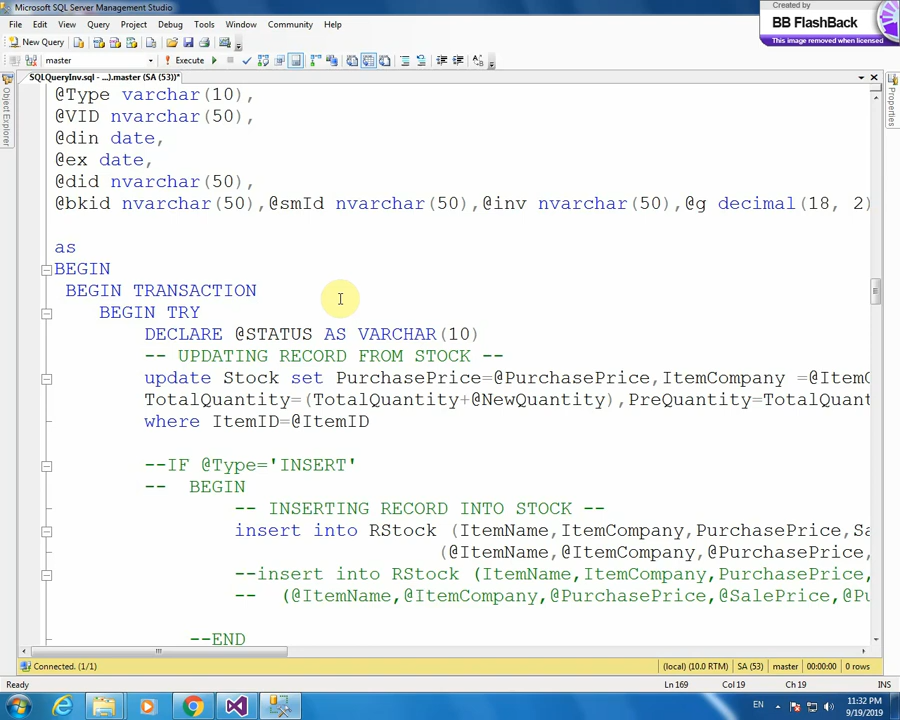 Microsoft SQL Server Management Studio
Created by
BB FlashBack
This image removed when licensed
File Edit View Query Project Debug Tools Window Community Help
New Query
master
Execute
SQLQueryInv.sql - ...).master (SA (53))*
Object Explorer
Properties
@Type varchar(10),
@VID nvarchar(50),
@din date,
@ex date,
@did nvarchar(50),
@bkid nvarchar(50),@smId nvarchar(50),@inv nvarchar(50),@g decimal(18, 2)
as
BEGIN
BEGIN TRANSACTION
BEGIN TRY
DECLARE @STATUS AS VARCHAR(10)
-- UPDATING RECORD FROM STOCK --
update Stock set PurchasePrice=@PurchasePrice,ItemCompany =@ItemC
TotalQuantity=(TotalQuantity+@NewQuantity),PreQuantity=TotalQuant
where ItemID=@ItemID
--IF @Type='INSERT'
-- BEGIN
-- INSERTING RECORD INTO STOCK --
insert into RStock (ItemName,ItemCompany,PurchasePrice,Sa
(@ItemName,@ItemCompany,@PurchasePrice,
--insert into RStock (ItemName,ItemCompany,PurchasePrice,
-- (@ItemName,@ItemCompany,@PurchasePrice,@SalePrice,@Pu
--END
Connected. (1/1)
(local) (10.0 RTM) SA (53) master 00:00:00 0 rows
Ready
Ln 169 Col 19 Ch 19 INS
EN
11:32 PM
9/19/2019